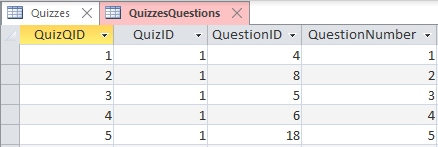 Quizzes QuizzesQuestions
QuizQID QuizID QuestionID QuestionNumber
1 1 4 1
2 1 8 2
3 1 5 3
4 1 6 4
5 1 18 5